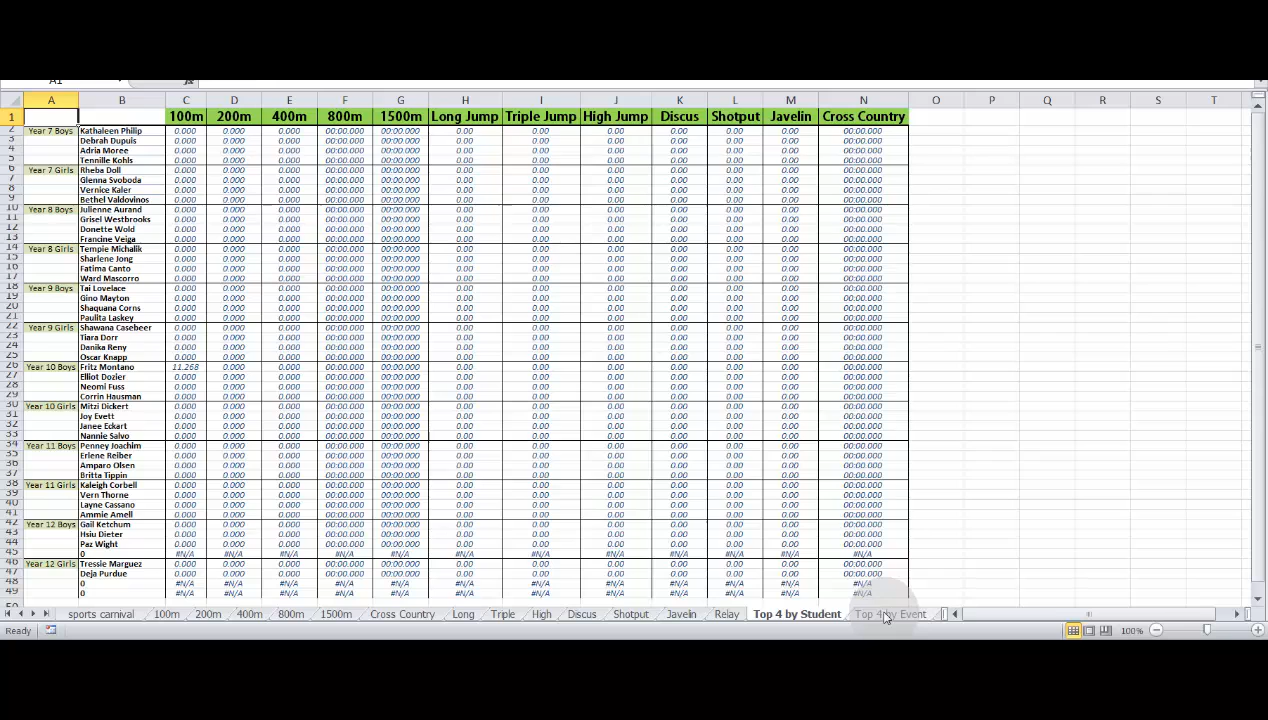 A1 fx
A B C D E F G H I J K L M N O P Q R S T
1 100m 200m 400m 800m 1500m Long Jump Triple Jump High Jump Discus Shotput Javelin Cross Country
2 Year 7 Boys Kathaleen Philip 0.000 0.000 0.000 00:00.000 00:00.000 0.00 0.00 0.00 0.00 0.00 0.00 00:00.000
3 Debrah Dupuis 0.000 0.000 0.000 00:00.000 00:00.000 0.00 0.00 0.00 0.00 0.00 0.00 00:00.000
4 Adria Moree 0.000 0.000 0.000 00:00.000 00:00.000 0.00 0.00 0.00 0.00 0.00 0.00 00:00.000
5 Tennille Kohls 0.000 0.000 0.000 00:00.000 00:00.000 0.00 0.00 0.00 0.00 0.00 0.00 00:00.000
6 Year 7 Girls Rheba Doll 0.000 0.000 0.000 00:00.000 00:00.000 0.00 0.00 0.00 0.00 0.00 0.00 00:00.000
7 Glenna Svoboda 0.000 0.000 0.000 00:00.000 00:00.000 0.00 0.00 0.00 0.00 0.00 0.00 00:00.000
8 Vernice Kaler 0.000 0.000 0.000 00:00.000 00:00.000 0.00 0.00 0.00 0.00 0.00 0.00 00:00.000
9 Bethel Valdovinos 0.000 0.000 0.000 00:00.000 00:00.000 0.00 0.00 0.00 0.00 0.00 0.00 00:00.000
10 Year 8 Boys Julienne Aurand 0.000 0.000 0.000 00:00.000 00:00.000 0.00 0.00 0.00 0.00 0.00 0.00 00:00.000
11 Grisel Westbrooks 0.000 0.000 0.000 00:00.000 00:00.000 0.00 0.00 0.00 0.00 0.00 0.00 00:00.000
12 Donette Wold 0.000 0.000 0.000 00:00.000 00:00.000 0.00 0.00 0.00 0.00 0.00 0.00 00:00.000
13 Francine Veiga 0.000 0.000 0.000 00:00.000 00:00.000 0.00 0.00 0.00 0.00 0.00 0.00 00:00.000
14 Year 8 Girls Tempie Michalik 0.000 0.000 0.000 00:00.000 00:00.000 0.00 0.00 0.00 0.00 0.00 0.00 00:00.000
15 Sharlene Jong 0.000 0.000 0.000 00:00.000 00:00.000 0.00 0.00 0.00 0.00 0.00 0.00 00:00.000
16 Fatima Canto 0.000 0.000 0.000 00:00.000 00:00.000 0.00 0.00 0.00 0.00 0.00 0.00 00:00.000
17 Ward Mascorro 0.000 0.000 0.000 00:00.000 00:00.000 0.00 0.00 0.00 0.00 0.00 0.00 00:00.000
18 Year 9 Boys Tai Lovelace 0.000 0.000 0.000 00:00.000 00:00.000 0.00 0.00 0.00 0.00 0.00 0.00 00:00.000
19 Gino Mayton 0.000 0.000 0.000 00:00.000 00:00.000 0.00 0.00 0.00 0.00 0.00 0.00 00:00.000
20 Shaquana Corns 0.000 0.000 0.000 00:00.000 00:00.000 0.00 0.00 0.00 0.00 0.00 0.00 00:00.000
21 Paulita Laskey 0.000 0.000 0.000 00:00.000 00:00.000 0.00 0.00 0.00 0.00 0.00 0.00 00:00.000
22 Year 9 Girls Shawana Casebeer 0.000 0.000 0.000 00:00.000 00:00.000 0.00 0.00 0.00 0.00 0.00 0.00 00:00.000
23 Tiara Dorr 0.000 0.000 0.000 00:00.000 00:00.000 0.00 0.00 0.00 0.00 0.00 0.00 00:00.000
24 Danika Reny 0.000 0.000 0.000 00:00.000 00:00.000 0.00 0.00 0.00 0.00 0.00 0.00 00:00.000
25 Oscar Knapp 0.000 0.000 0.000 00:00.000 00:00.000 0.00 0.00 0.00 0.00 0.00 0.00 00:00.000
26 Year 10 Boys Fritz Montano 11.268 0.000 0.000 00:00.000 00:00.000 0.00 0.00 0.00 0.00 0.00 0.00 00:00.000
27 Elliot Dozier 0.000 0.000 0.000 00:00.000 00:00.000 0.00 0.00 0.00 0.00 0.00 0.00 00:00.000
28 Neomi Fuss 0.000 0.000 0.000 00:00.000 00:00.000 0.00 0.00 0.00 0.00 0.00 0.00 00:00.000
29 Corrin Hausman 0.000 0.000 0.000 00:00.000 00:00.000 0.00 0.00 0.00 0.00 0.00 0.00 00:00.000
30 Year 10 Girls Mitzi Dickert 0.000 0.000 0.000 00:00.000 00:00.000 0.00 0.00 0.00 0.00 0.00 0.00 00:00.000
31 Joy Evett 0.000 0.000 0.000 00:00.000 00:00.000 0.00 0.00 0.00 0.00 0.00 0.00 00:00.000
32 Janee Eckart 0.000 0.000 0.000 00:00.000 00:00.000 0.00 0.00 0.00 0.00 0.00 0.00 00:00.000
33 Nannie Salvo 0.000 0.000 0.000 00:00.000 00:00.000 0.00 0.00 0.00 0.00 0.00 0.00 00:00.000
34 Year 11 Boys Penney Joachim 0.000 0.000 0.000 00:00.000 00:00.000 0.00 0.00 0.00 0.00 0.00 0.00 00:00.000
35 Erlene Reiber 0.000 0.000 0.000 00:00.000 00:00.000 0.00 0.00 0.00 0.00 0.00 0.00 00:00.000
36 Amparo Olsen 0.000 0.000 0.000 00:00.000 00:00.000 0.00 0.00 0.00 0.00 0.00 0.00 00:00.000
37 Britta Tippin 0.000 0.000 0.000 00:00.000 00:00.000 0.00 0.00 0.00 0.00 0.00 0.00 00:00.000
38 Year 11 Girls Kaleigh Corbell 0.000 0.000 0.000 00:00.000 00:00.000 0.00 0.00 0.00 0.00 0.00 0.00 00:00.000
39 Vern Thorne 0.000 0.000 0.000 00:00.000 00:00.000 0.00 0.00 0.00 0.00 0.00 0.00 00:00.000
40 Layne Cassano 0.000 0.000 0.000 00:00.000 00:00.000 0.00 0.00 0.00 0.00 0.00 0.00 00:00.000
41 Ammie Amell 0.000 0.000 0.000 00:00.000 00:00.000 0.00 0.00 0.00 0.00 0.00 0.00 00:00.000
42 Year 12 Boys Gail Ketchum 0.000 0.000 0.000 00:00.000 00:00.000 0.00 0.00 0.00 0.00 0.00 0.00 00:00.000
43 Hsiu Dieter 0.000 0.000 0.000 00:00.000 00:00.000 0.00 0.00 0.00 0.00 0.00 0.00 00:00.000
44 Paz Wight 0.000 0.000 0.000 00:00.000 00:00.000 0.00 0.00 0.00 0.00 0.00 0.00 00:00.000
45 0 #N/A #N/A #N/A #N/A #N/A #N/A #N/A #N/A #N/A #N/A #N/A #N/A
46 Year 12 Girls Tressie Marguez 0.000 0.000 0.000 00:00.000 00:00.000 0.00 0.00 0.00 0.00 0.00 0.00 00:00.000
47 Deja Purdue 0.000 0.000 0.000 00:00.000 00:00.000 0.00 0.00 0.00 0.00 0.00 0.00 00:00.000
48 0 #N/A #N/A #N/A #N/A #N/A #N/A #N/A #N/A #N/A #N/A #N/A #N/A
49 0 #N/A #N/A #N/A #N/A #N/A #N/A #N/A #N/A #N/A #N/A #N/A #N/A
50
sports carnival 100m 200m 400m 800m 1500m Cross Country Long Triple High Discus Shotput Javelin Relay Top 4 by Student Top 4 by Event
Ready 100%